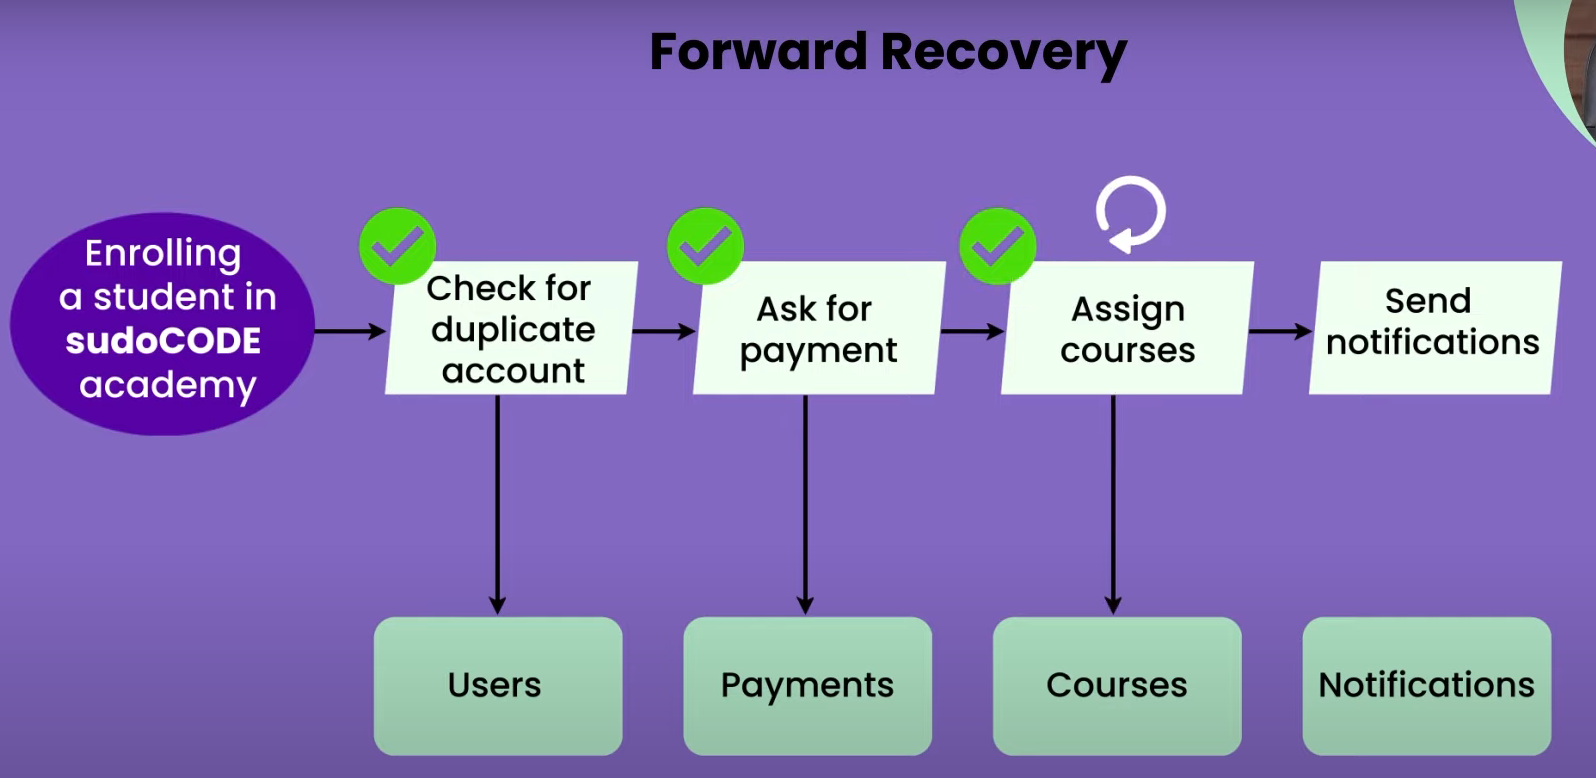 Forward Recovery
Enrolling
a student in
sudoCODE
academy
Check for
duplicate
account
Ask for
payment
Assign
courses
Send
notifications
Users
Payments
Courses
Notifications